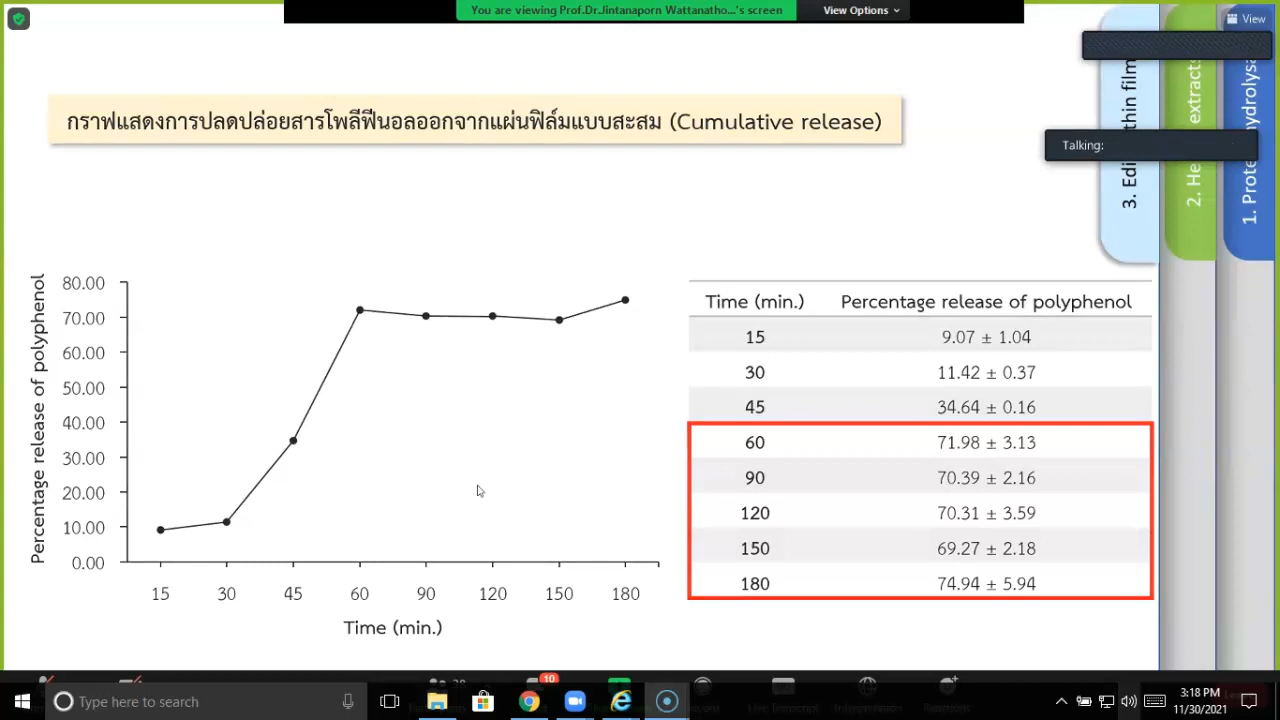 You are viewing Prof.Dr.Jintanaporn Wattanatho...'s screen
View Options
View
กราฟแสดงการปลดปล่อยสารโพลีฟีนอลออกจากแผ่นฟิล์มแบบสะสม (Cumulative release)
3. Edi thin film
2. He extracts
1. Prote hydrolysa
Talking:
Percentage release of polyphenol
80.00
70.00
60.00
50.00
40.00
30.00
20.00
10.00
0.00
15 30 45 60 90 120 150 180
Time (min.)
Time (min.) Percentage release of polyphenol
15 9.07 ± 1.04
30 11.42 ± 0.37
45 34.64 ± 0.16
60 71.98 ± 3.13
90 70.39 ± 2.16
120 70.31 ± 3.59
150 69.27 ± 2.18
180 74.94 ± 5.94
10
38
Live Transcript
Reactions
Type here to search
3:18 PM
11/30/2021